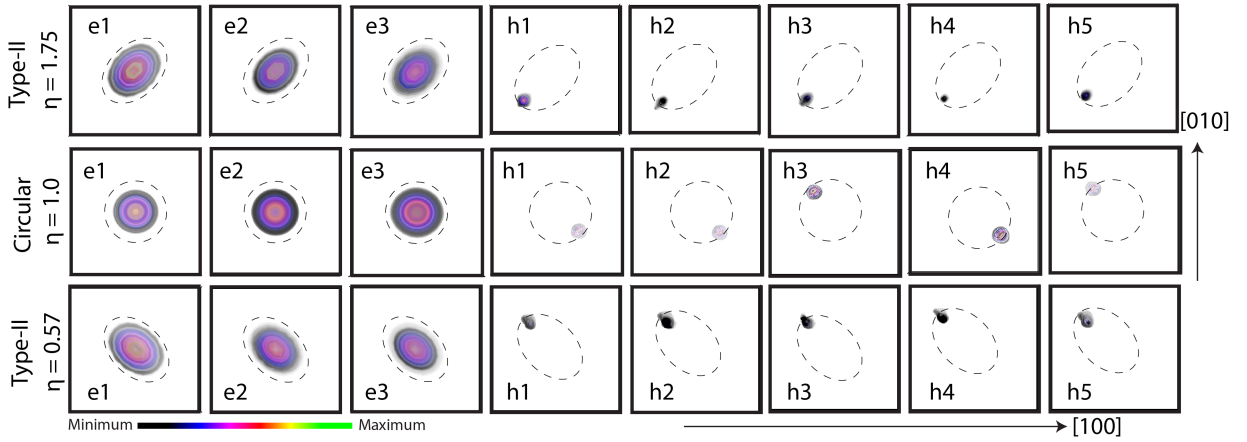 Type-II
η = 1.75
e1 e2 e3 h1 h2 h3 h4 h5
[010]
Circular
η = 1.0
e1 e2 e3 h1 h2 h3 h4 h5
Type-II
η = 0.57
e1 e2 e3 h1 h2 h3 h4 h5
Minimum Maximum
[100]